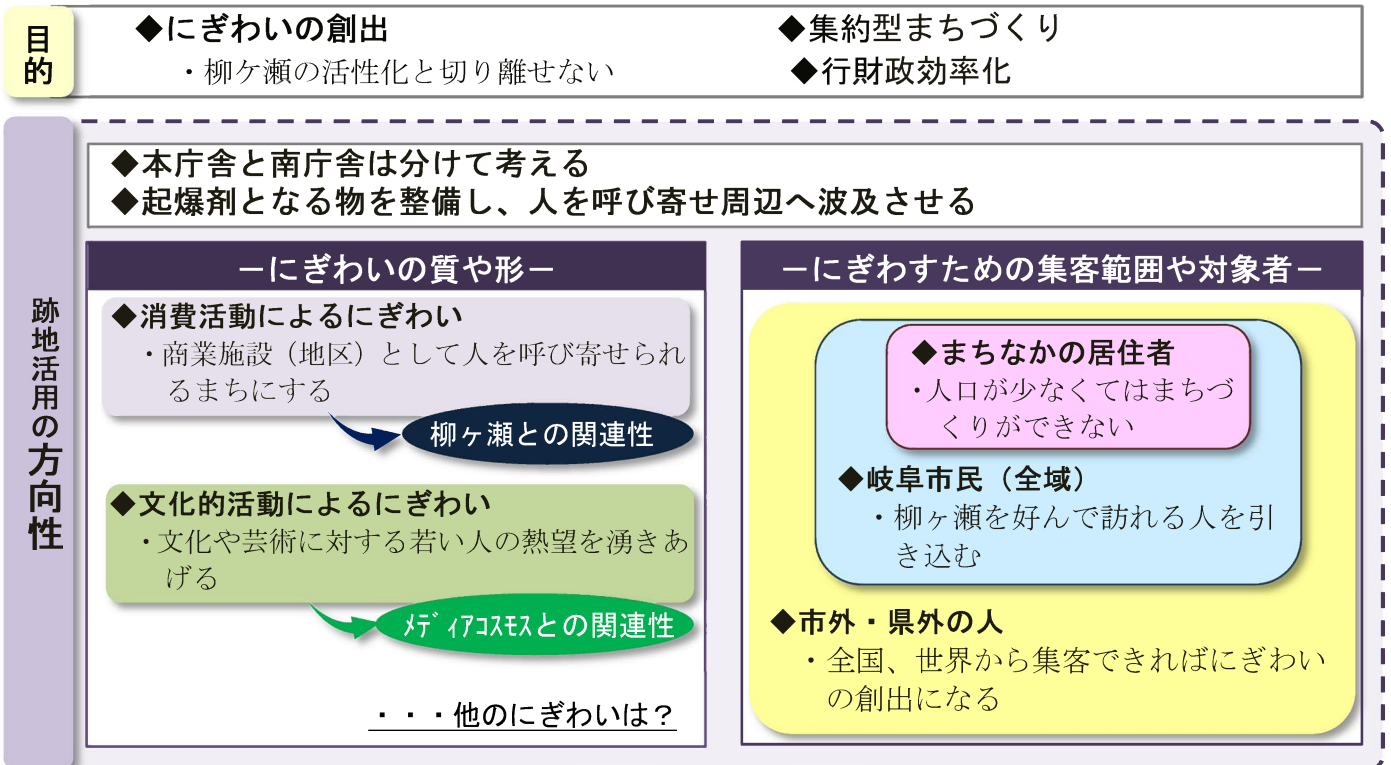 目的
◆にぎわいの創出
・柳ケ瀬の活性化と切り離せない
◆集約型まちづくり
◆行財政効率化
跡地活用の方向性
◆本庁舎と南庁舎は分けて考える
◆起爆剤となる物を整備し、人を呼び寄せ周辺へ波及させる
－にぎわいの質や形－
◆消費活動によるにぎわい
・商業施設（地区）として人を呼び寄せられ
るまちにする
柳ヶ瀬との関連性
◆文化的活動によるにぎわい
・文化や芸術に対する若い人の熱望を湧きあ
げる
ﾒﾃﾞｨｱｺｽﾓｽとの関連性
・・・他のにぎわいは？
－にぎわすための集客範囲や対象者－
◆まちなかの居住者
・人口が少なくてはまちづ
くりができない
◆岐阜市民（全域）
・柳ヶ瀬を好んで訪れる人を引
き込む
◆市外・県外の人
・全国、世界から集客できればにぎわい
の創出になる